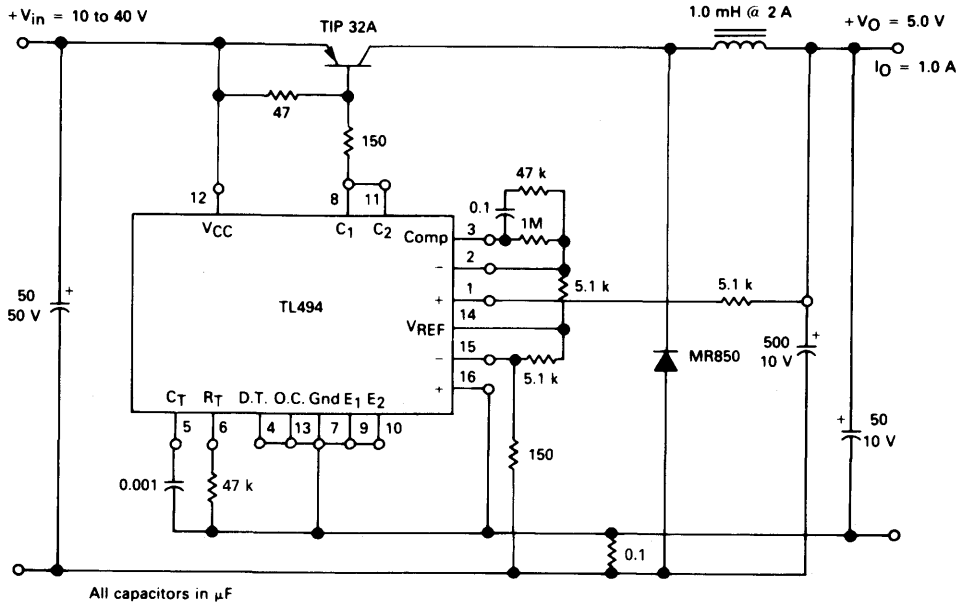 +Vin = 10 to 40 V
TIP 32A
1.0 mH @ 2 A
+VO = 5.0 V
IO = 1.0 A
47
150
47 k
0.1
1M
12
8
11
VCC
C1
C2
Comp
3
−
2
+
1
5.1 k
5.1 k
50
50 V
+
TL494
VREF
14
−
15
5.1 k
+
16
MR850
500
10 V
+
CT
RT
D.T.
O.C.
Gnd
E1
E2
5
6
4
13
7
9
10
+
50
10 V
0.001
47 k
150
0.1
All capacitors in μF